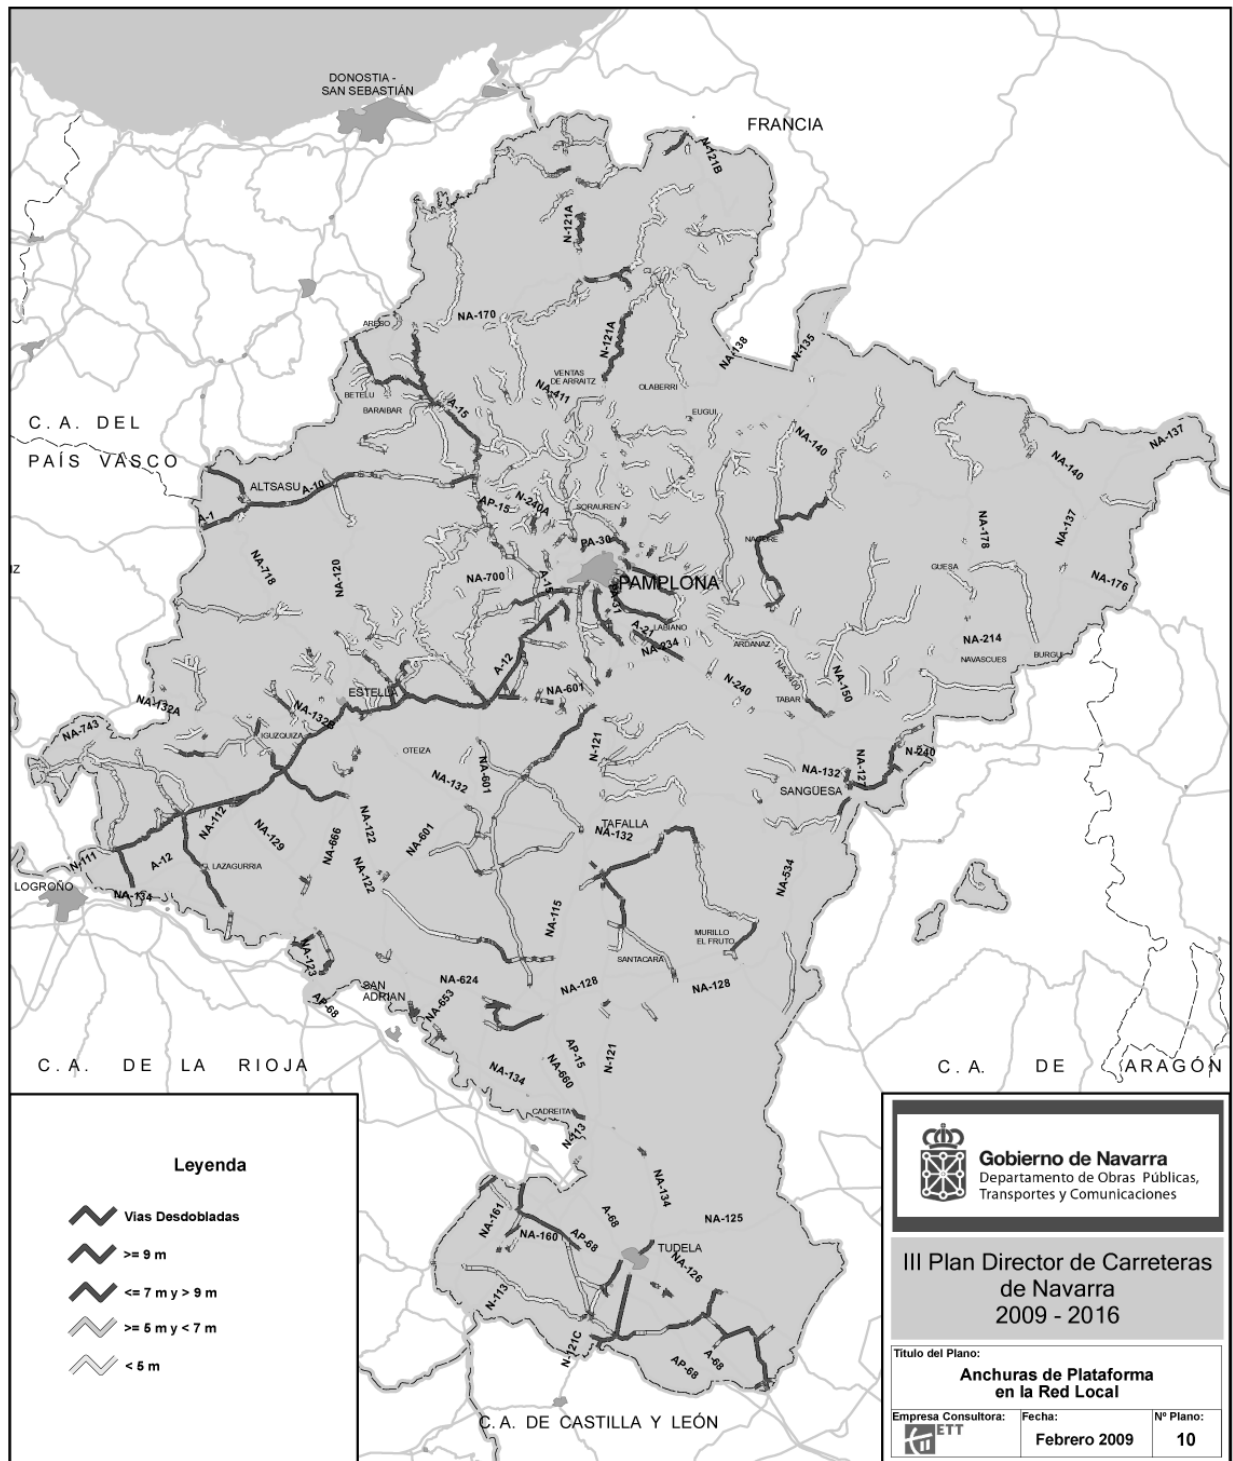 DONOSTIA -
SAN SEBASTIÁN
FRANCIA
N-121B
N-121A
NA-170
ARESO
N-121A
NA-138
N-135
VENTAS
DE ARRAITZ
OLABERRI
BETELU
NA-411
BARAIBAR
A-15
EUGUI
C. A. DEL
PAÍS VASCO
NA-140
NA-137
NA-140
ALTSASU
A-10
A-1
AP-15
N-240A
SORAUREN
PA-30
NAGORE
NA-178
NA-137
NA-718
NA-120
NA-700
A-15
PAMPLONA
GUESA
NA-176
A-21
LABIANO
NA-234
ARDANAZ
NA-214
NAVASCUES
BURGUI
A-12
NA-2400
NA-150
N-240
TABAR
ESTELLA
NA-601
NA-132A
NA-132B
NA-743
IGUZQUIZA
OTEIZA
N-121
N-240
NA-132
NA-601
NA-132
NA-127
SANGÜESA
NA-112
NA-129
NA-666
NA-122
NA-601
TAFALLA
NA-132
N-111
A-12
LAZAGURRIA
NA-122
NA-534
LOGROÑO
NA-134
NA-115
MURILLO
EL FRUTO
NA-123
SANTACARA
SAN
ADRIAN
NA-624
NA-128
NA-128
AP-68
NA-653
C. A. DE LA RIOJA
AP-15
N-121
NA-660
NA-134
C. A. DE ARAGÓN
CADREITA
N-113
NA-134
NA-161
NA-160
A-68
AP-68
NA-125
TUDELA
NA-126
N-113
N-121C
AP-68
A-68
C.A. DE CASTILLA Y LEÓN
Leyenda
Vias Desdobladas
>= 9 m
<= 7 m y > 9 m
>= 5 m y < 7 m
< 5 m
Gobierno de Navarra
Departamento de Obras Públicas,
Transportes y Comunicaciones
III Plan Director de Carreteras
de Navarra
2009 - 2016
Titulo del Plano:
Anchuras de Plataforma
en la Red Local
Empresa Consultora:
ETT
Fecha:
Febrero 2009
Nº Plano:
10